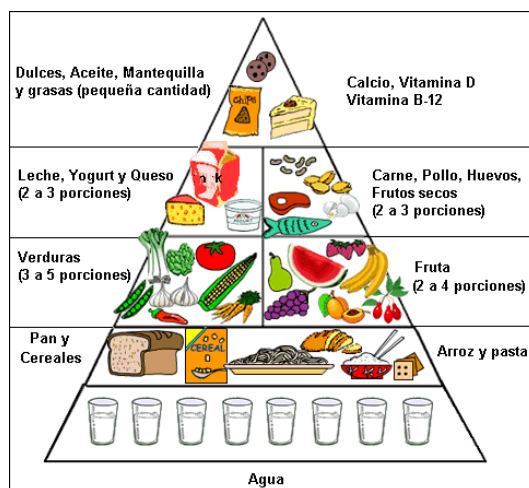 Dulces, Aceite, Mantequilla
y grasas (pequeña cantidad)
Calcio, Vitamina D
Vitamina B-12
chips
Leche, Yogurt y Queso
(2 a 3 porciones)
Carne, Pollo, Huevos,
Frutos secos
(2 a 3 porciones)
Verduras
(3 a 5 porciones)
Fruta
(2 a 4 porciones)
Pan y
Cereales
CEREAL
Arroz y pasta
Agua